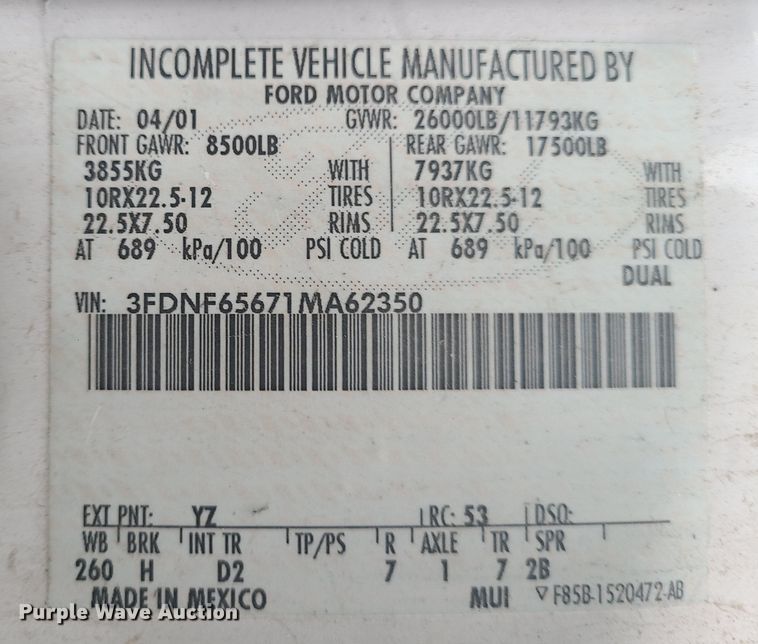 INCOMPLETE VEHICLE MANUFACTURED BY
FORD MOTOR COMPANY
DATE: 04/01 GVWR: 26000LB/11793KG
FRONT GAWR: 8500LB REAR GAWR: 17500LB
3855KG WITH 7937KG WITH
10RX22.5-12 TIRES 10RX22.5-12 TIRES
22.5X7.50 RIMS 22.5X7.50 RIMS
AT 689 kPa/100 PSI COLD AT 689 kPa/100 PSI COLD
DUAL
VIN: 3FDNF65671MA62350
EXT PNT: YZ RC: 53 DSO:
WB BRK INT TR TP/PS R AXLE TR SPR
260 H D2 7 1 7 2B
MADE IN MEXICO MUI ▽ F85B-1520472-AB
Purple Wave Auction